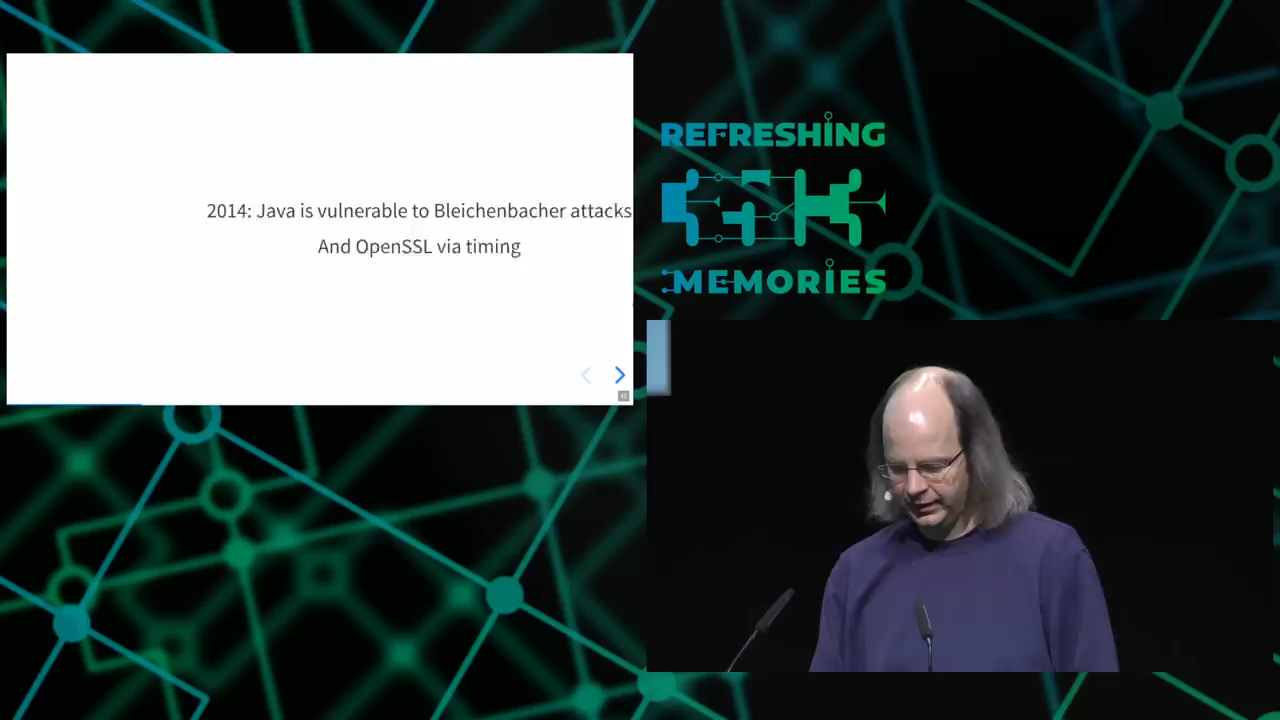 2014: Java is vulnerable to Bleichenbacher attacks
And OpenSSL via timing
REFRESHING
MEMORIES